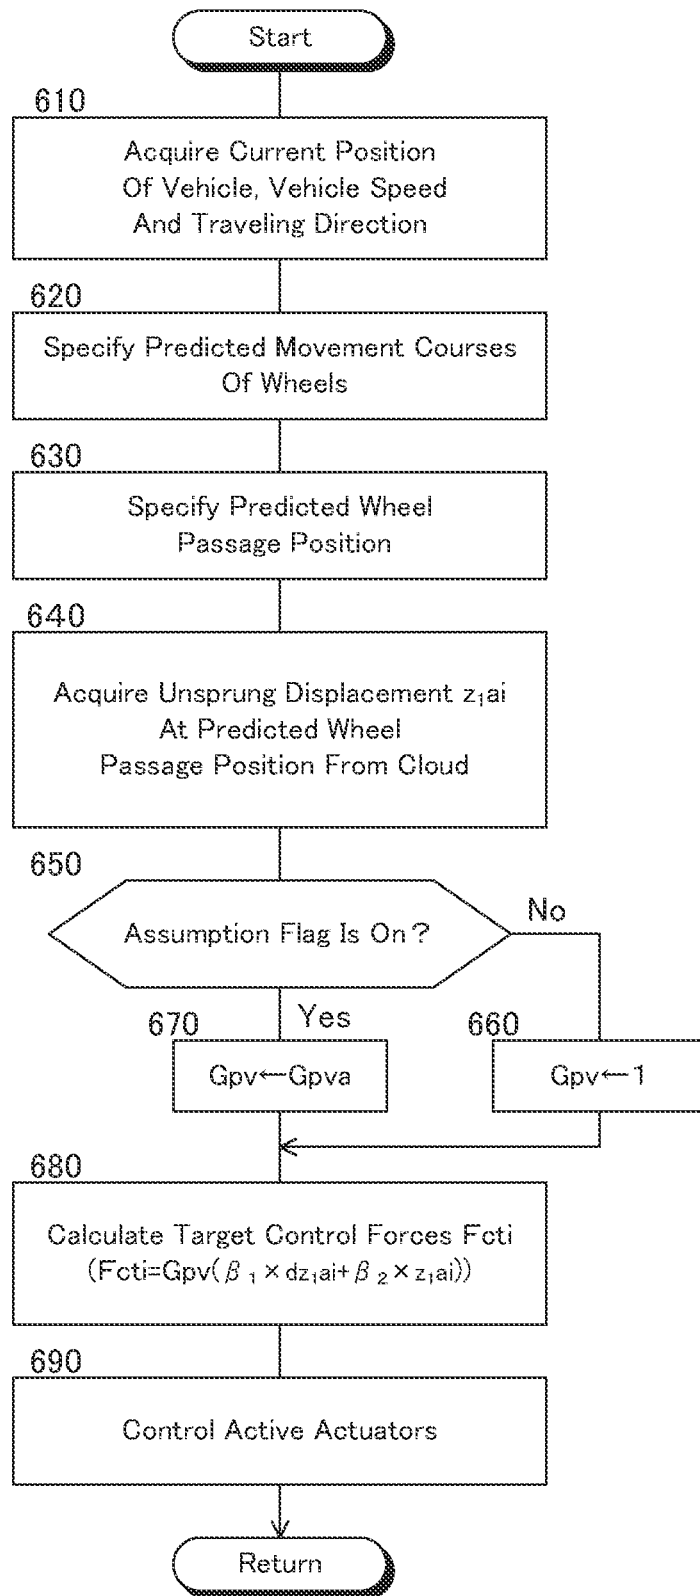 Start
610
Acquire Current Position
Of Vehicle, Vehicle Speed
And Traveling Direction
620
Specify Predicted Movement Courses
Of Wheels
630
Specify Predicted Wheel
Passage Position
640
Acquire Unsprung Displacement z₁ai
At Predicted Wheel
Passage Position From Cloud
650
Assumption Flag Is On?
No
Yes
670
660
Gpv←Gpva
Gpv←1
680
Calculate Target Control Forces Fcti
(Fcti=Gpv(β₁×dz₁ai+β₂×z₁ai))
690
Control Active Actuators
Return